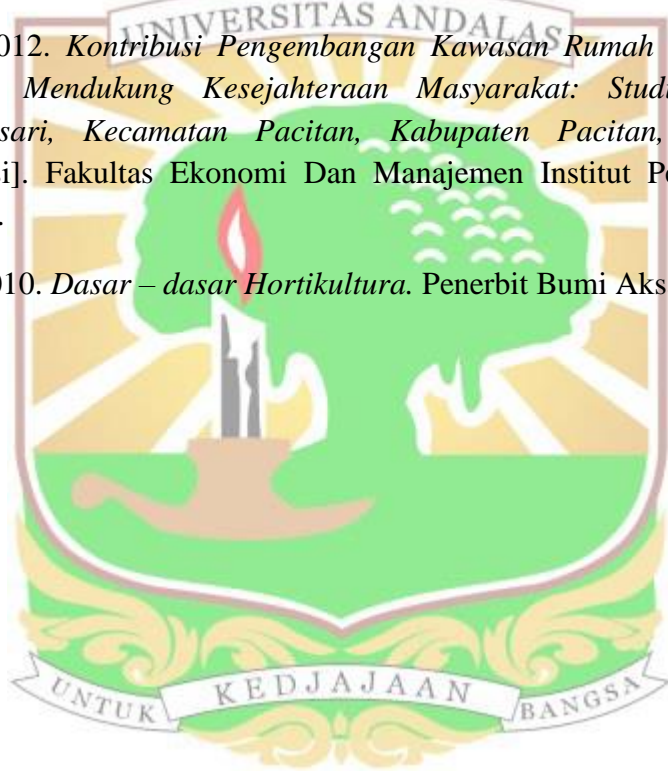 UNIVERSITAS ANDALAS
012. Kontribusi Pengembangan Kawasan Rumah
Mendukung Kesejahteraan Masyarakat: Studi
sari, Kecamatan Pacitan, Kabupaten Pacitan,
i]. Fakultas Ekonomi Dan Manajemen Institut Pe
.
010. Dasar – dasar Hortikultura. Penerbit Bumi Aks
UNTUK KEDJAJAAN BANGSA